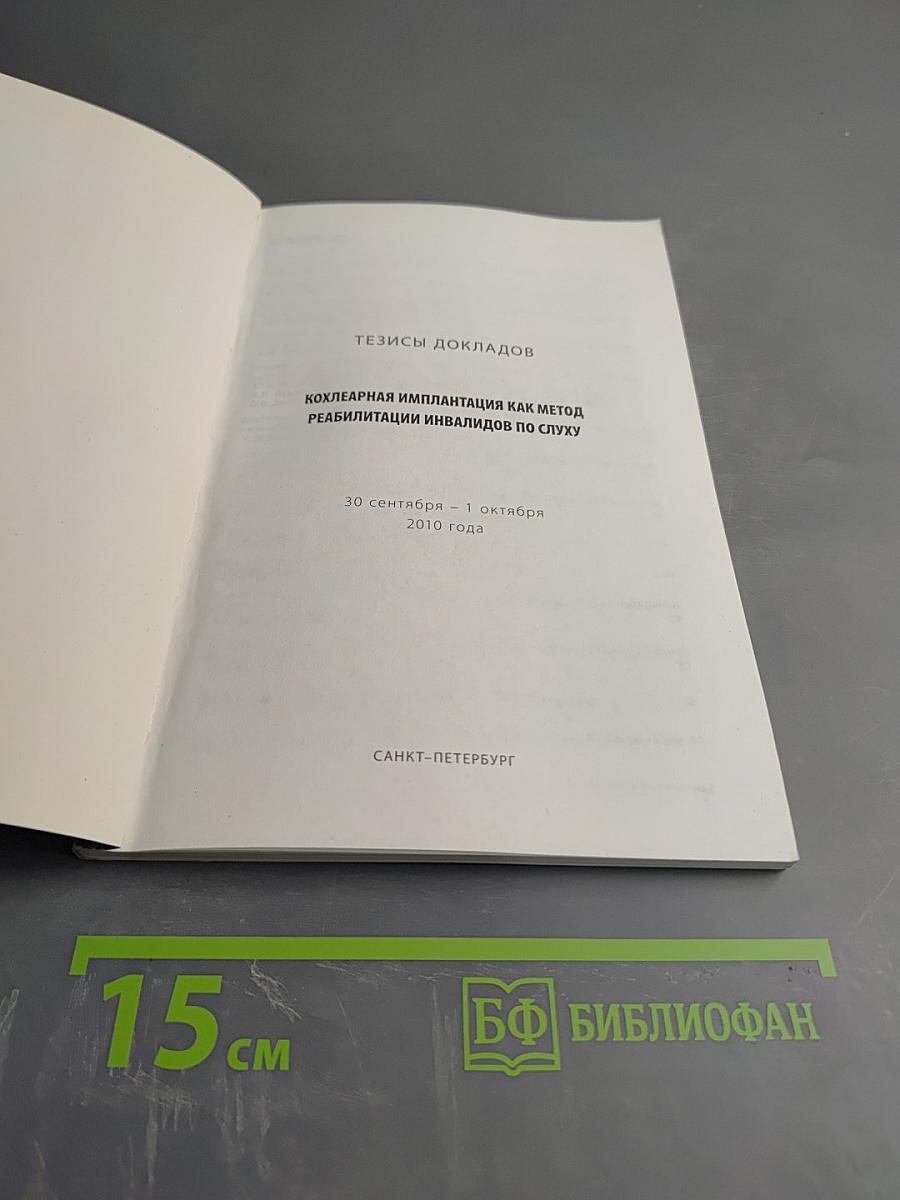 ТЕЗИСЫ ДОКЛАДОВ
КОХЛЕАРНАЯ ИМПЛАНТАЦИЯ КАК МЕТОД
РЕАБИЛИТАЦИИ ИНВАЛИДОВ ПО СЛУХУ
30 сентября – 1 октября
2010 года
САНКТ–ПЕТЕРБУРГ
15 см
БФ БИБЛИОФАН